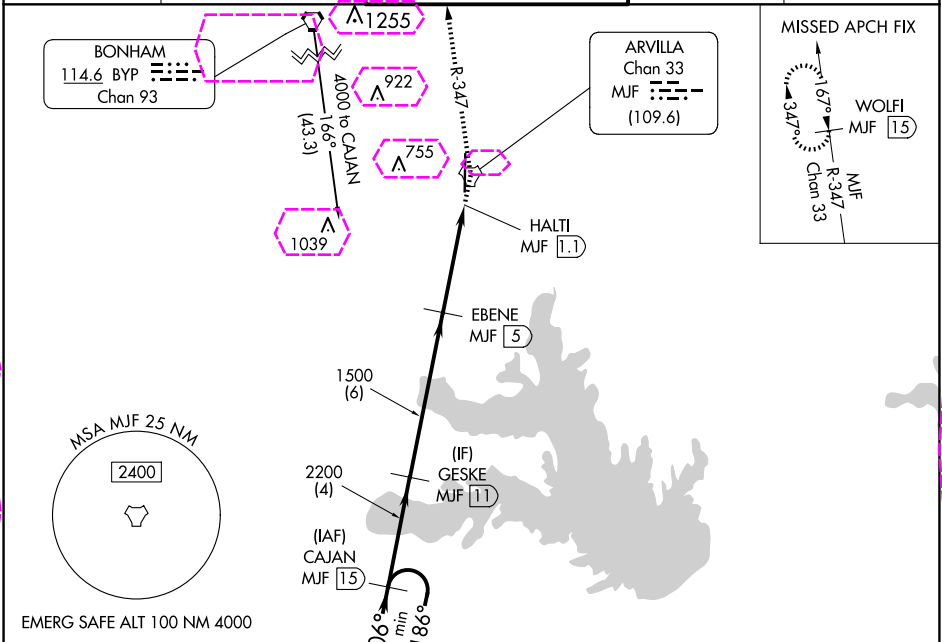 1255
BONHAM
114.6 BYP
Chan 93
922
ARVILLA
Chan 33
MJF
(109.6)
MISSED APCH FIX
167°
347°
WOLFI
MJF 15
MJF
R-347
Chan 33
R-347
4000 to CAJAN
166°
(43.3)
755
1039
HALTI
MJF 1.1
EBENE
MJF 5
1500
(6)
MSA MJF 25 NM
2400
(IF)
GESKE
MJF 11
2200
(4)
(IAF)
CAJAN
MJF 15
EMERG SAFE ALT 100 NM 4000
06°
min
86°